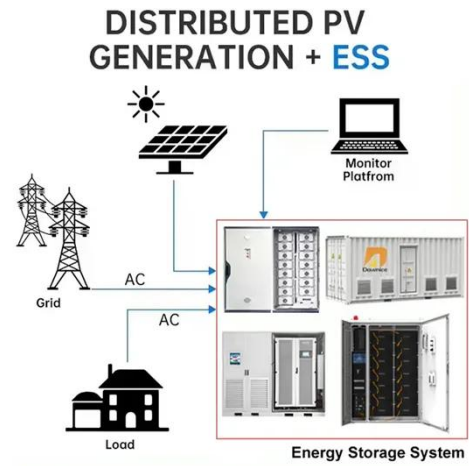 DISTRIBUTED PV
GENERATION + ESS
Monitor
Platfrom
Grid
AC
AC
Load
Energy Storage System